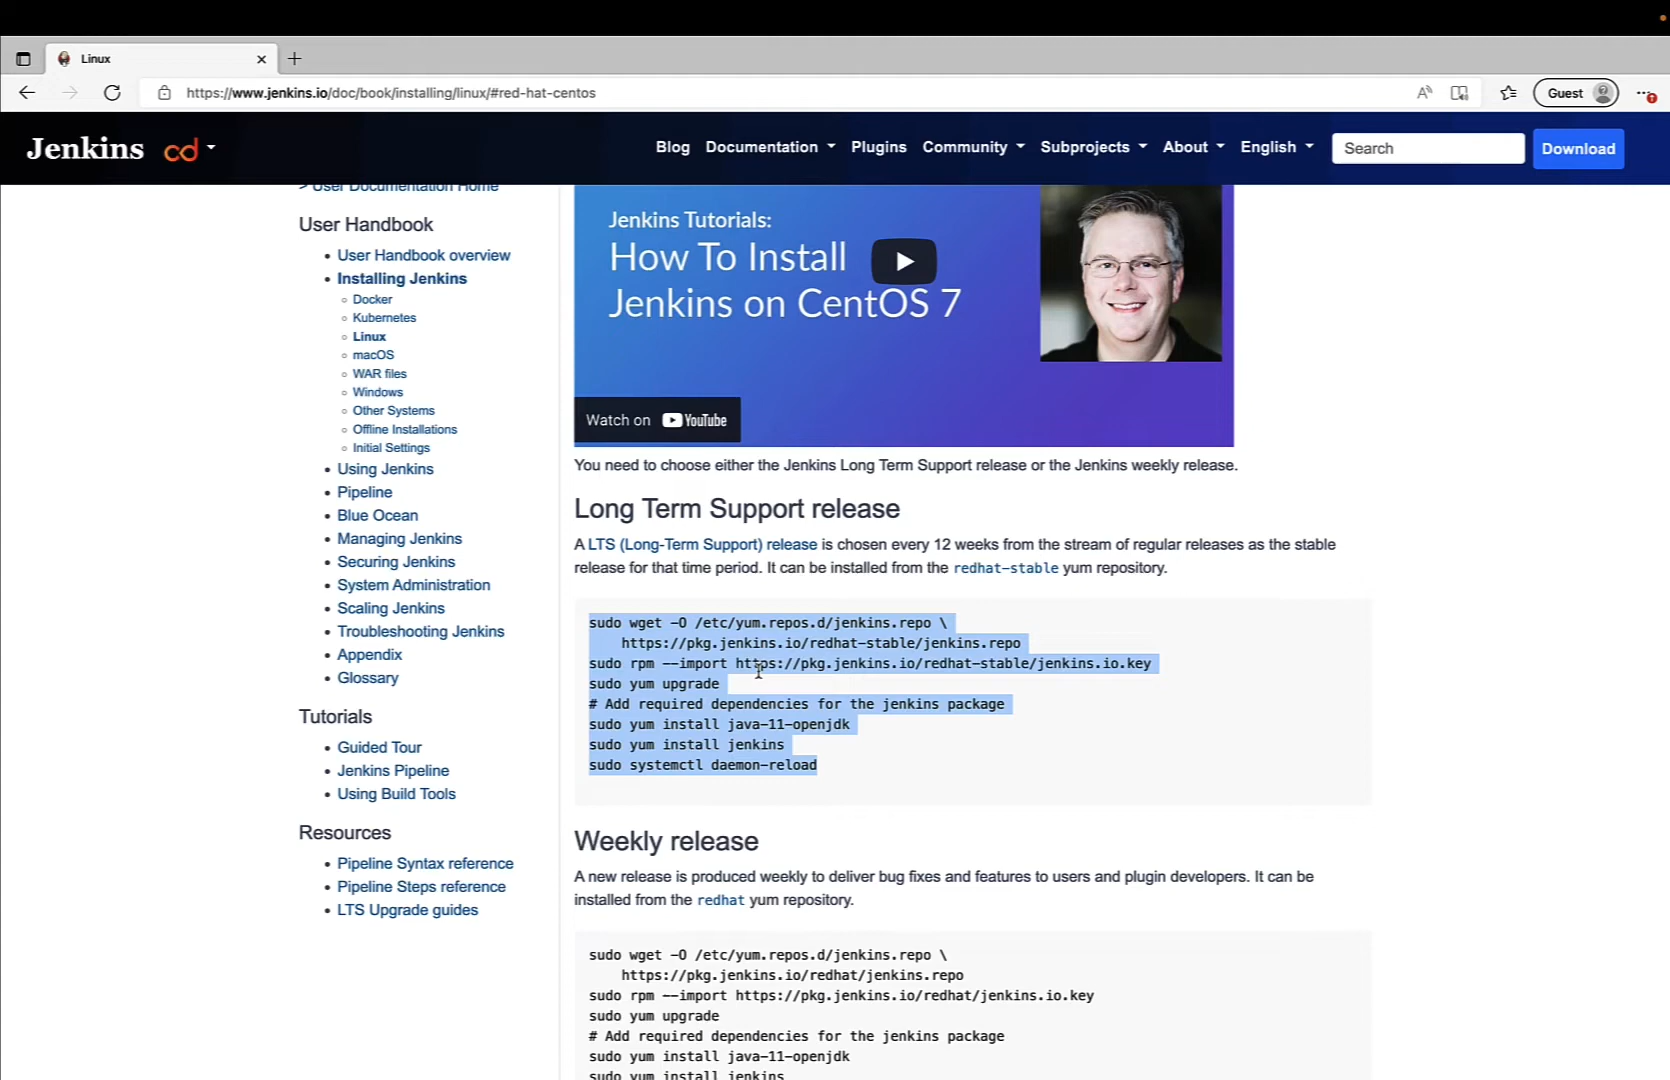 Linux
https://www.jenkins.io/doc/book/installing/linux/#red-hat-centos
Guest
Jenkins
cd
Blog
Documentation
Plugins
Community
Subprojects
About
English
Search
Download
> User Documentation Home
User Handbook
User Handbook overview
Installing Jenkins
Docker
Kubernetes
Linux
macOS
WAR files
Windows
Other Systems
Offline Installations
Initial Settings
Using Jenkins
Pipeline
Blue Ocean
Managing Jenkins
Securing Jenkins
System Administration
Scaling Jenkins
Troubleshooting Jenkins
Appendix
Glossary
Tutorials
Guided Tour
Jenkins Pipeline
Using Build Tools
Resources
Pipeline Syntax reference
Pipeline Steps reference
LTS Upgrade guides
Jenkins Tutorials:
How To Install
Jenkins on CentOS 7
Watch on YouTube
You need to choose either the Jenkins Long Term Support release or the Jenkins weekly release.
Long Term Support release
A LTS (Long-Term Support) release is chosen every 12 weeks from the stream of regular releases as the stable
release for that time period. It can be installed from the redhat-stable yum repository.
sudo wget -O /etc/yum.repos.d/jenkins.repo \
https://pkg.jenkins.io/redhat-stable/jenkins.repo
sudo rpm --import https://pkg.jenkins.io/redhat-stable/jenkins.io.key
sudo yum upgrade
# Add required dependencies for the jenkins package
sudo yum install java-11-openjdk
sudo yum install jenkins
sudo systemctl daemon-reload
Weekly release
A new release is produced weekly to deliver bug fixes and features to users and plugin developers. It can be
installed from the redhat yum repository.
sudo wget -O /etc/yum.repos.d/jenkins.repo \
https://pkg.jenkins.io/redhat/jenkins.repo
sudo rpm --import https://pkg.jenkins.io/redhat/jenkins.io.key
sudo yum upgrade
# Add required dependencies for the jenkins package
sudo yum install java-11-openjdk
sudo yum install jenkins